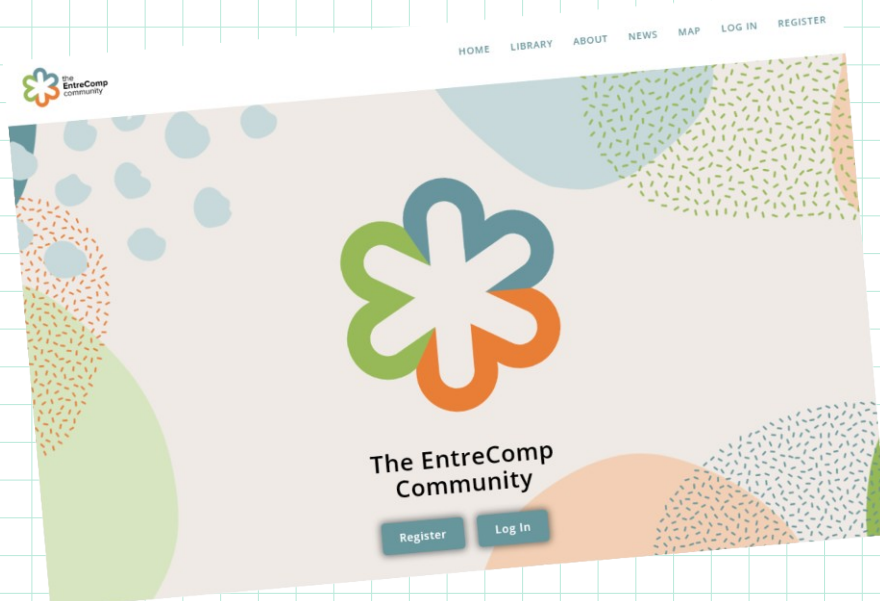 HOME LIBRARY ABOUT NEWS MAP LOG IN REGISTER
the
EntreComp
community
The EntreComp
Community
Register Log In